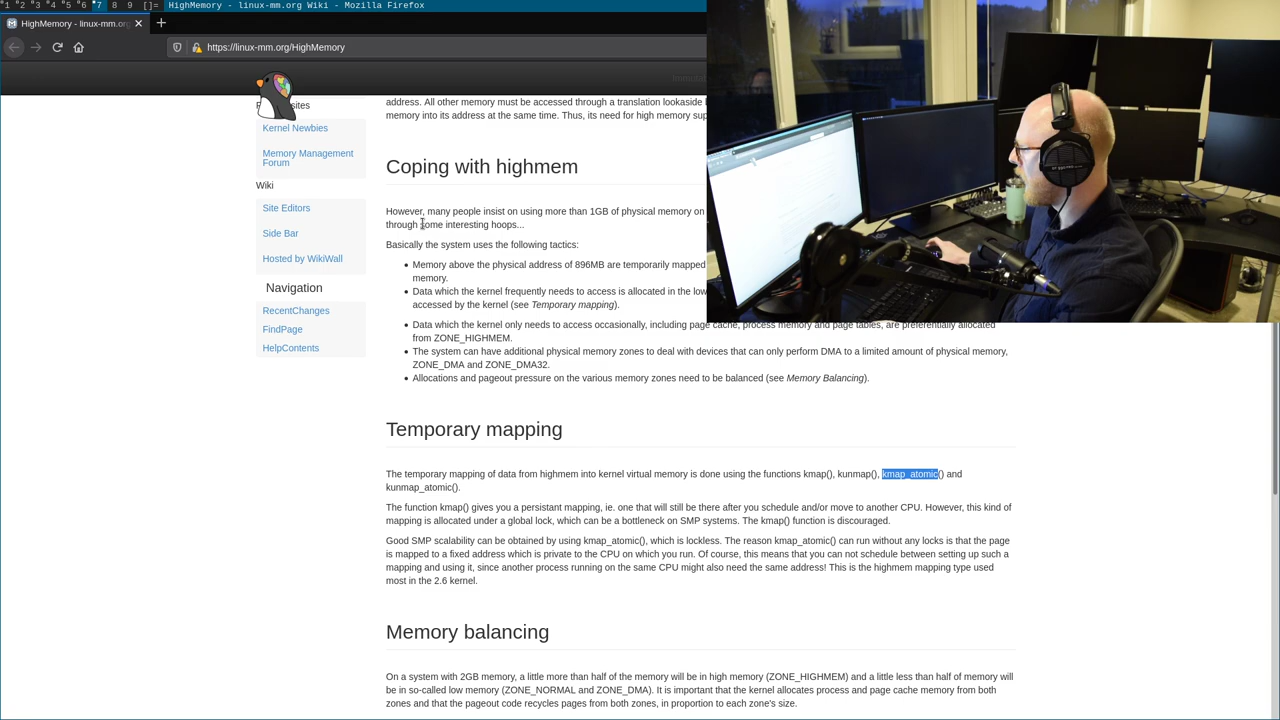 °1 °2 °3 °4 °5 °6 °7 8 9 []= HighMemory - linux-mm.org Wiki - Mozilla Firefox
HighMemory - linux-mm.org
https://linux-mm.org/HighMemory
Immutab
sites
Kernel Newbies
Memory Management
Forum
Wiki
Site Editors
Side Bar
Hosted by WikiWall
Navigation
RecentChanges
FindPage
HelpContents
address. All other memory must be accessed through a translation lookaside
memory into its address at the same time. Thus, its need for high memory sup
Coping with highmem
However, many people insist on using more than 1GB of physical memory on
through some interesting hoops...
Basically the system uses the following tactics:
Memory above the physical address of 896MB are temporarily mapped
memory.
Data which the kernel frequently needs to access is allocated in the low
accessed by the kernel (see Temporary mapping).
Data which the kernel only needs to access occasionally, including page cache, process memory and page tables, are preferentially allocated
from ZONE_HIGHMEM.
The system can have additional physical memory zones to deal with devices that can only perform DMA to a limited amount of physical memory,
ZONE_DMA and ZONE_DMA32.
Allocations and pageout pressure on the various memory zones need to be balanced (see Memory Balancing).
Temporary mapping
The temporary mapping of data from highmem into kernel virtual memory is done using the functions kmap(), kunmap(), kmap_atomic() and
kunmap_atomic().
The function kmap() gives you a persistant mapping, ie. one that will still be there after you schedule and/or move to another CPU. However, this kind of
mapping is allocated under a global lock, which can be a bottleneck on SMP systems. The kmap() function is discouraged.
Good SMP scalability can be obtained by using kmap_atomic(), which is lockless. The reason kmap_atomic() can run without any locks is that the page
is mapped to a fixed address which is private to the CPU on which you run. Of course, this means that you can not schedule between setting up such a
mapping and using it, since another process running on the same CPU might also need the same address! This is the highmem mapping type used
most in the 2.6 kernel.
Memory balancing
On a system with 2GB memory, a little more than half of the memory will be in high memory (ZONE_HIGHMEM) and a little less than half of memory will
be in so-called low memory (ZONE_NORMAL and ZONE_DMA). It is important that the kernel allocates process and page cache memory from both
zones and that the pageout code recycles pages from both zones, in proportion to each zone's size.